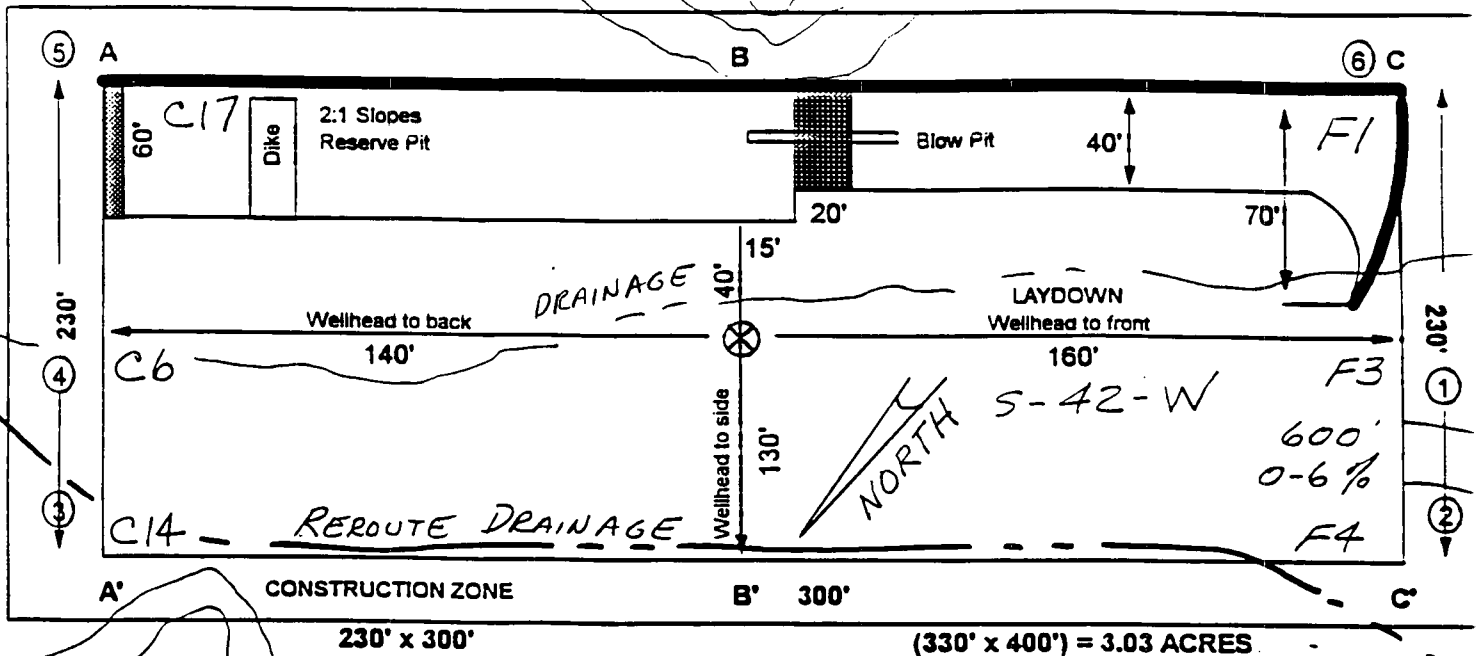 ⑤ A B ⑥ C
C17 2:1 Slopes
Reserve Pit
60'
Dike
Blow Pit
40'
F1
20'
70'
15'
40'
DRAINAGE
LAYDOWN
230'
Wellhead to back
140'
Wellhead to front
160'
230'
④ C6 F3 ①
Wellhead to side
130'
S-42-W
NORTH
600'
0-6%
③ C14 REROUTE DRAINAGE F4 ②
A' CONSTRUCTION ZONE B' 300' C'
230' x 300' (330' x 400') = 3.03 ACRES